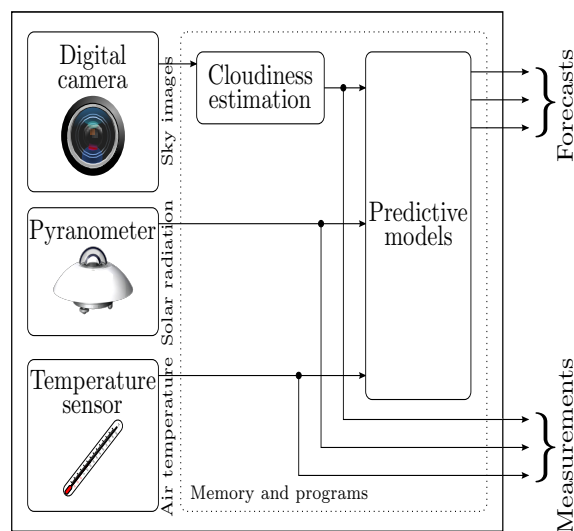 Digital
camera
Sky images
Cloudiness
estimation
Forecasts
Pyranometer
Solar radiation
Predictive
models
Temperature
sensor
Air temperature
Memory and programs
Measurements